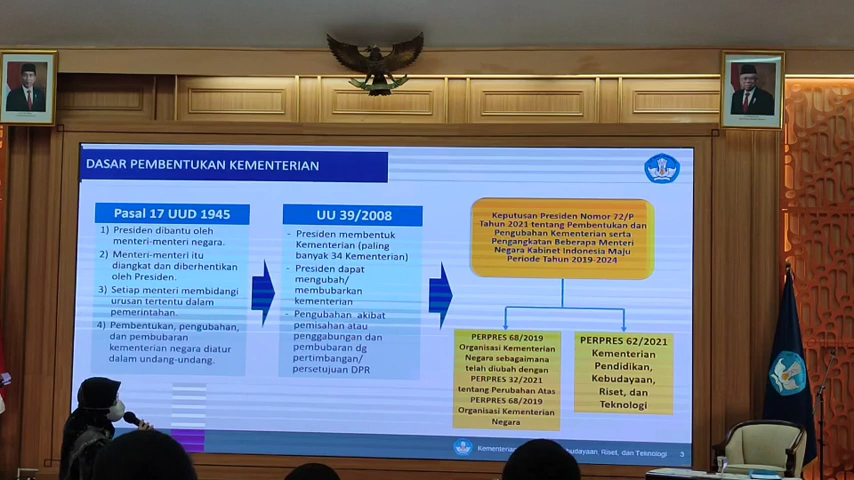 DASAR PEMBENTUKAN KEMENTERIAN
Pasal 17 UUD 1945
1) Presiden dibantu oleh
menteri-menteri negara.
2) Menteri-menteri itu
diangkat dan diberhentikan
oleh Presiden.
3) Setiap menteri membidangi
urusan tertentu dalam
pemerintahan.
4) Pembentukan, pengubahan,
dan pembubaran
kementerian negara diatur
dalam undang-undang.
UU 39/2008
- Presiden membentuk
Kementerian (paling
banyak 34 Kementerian)
- Presiden dapat
mengubah/
membubarkan
kementerian
- Pengubahan akibat
pemisahan atau
penggabungan dan
pembubaran dg
pertimbangan/
persetujuan DPR
Keputusan Presiden Nomor 72/P
Tahun 2021 tentang Pembentukan dan
Pengubahan Kementerian serta
Pengangkatan Beberapa Menteri
Negara Kabinet Indonesia Maju
Periode Tahun 2019-2024
PERPRES 68/2019
Organisasi Kementerian
Negara sebagaimana
telah diubah dengan
PERPRES 32/2021
tentang Perubahan Atas
PERPRES 68/2019
Organisasi Kementerian
Negara
PERPRES 62/2021
Kementerian
Pendidikan,
Kebudayaan,
Riset, dan
Teknologi
Kementerian budayaan, Riset, dan Teknologi 3